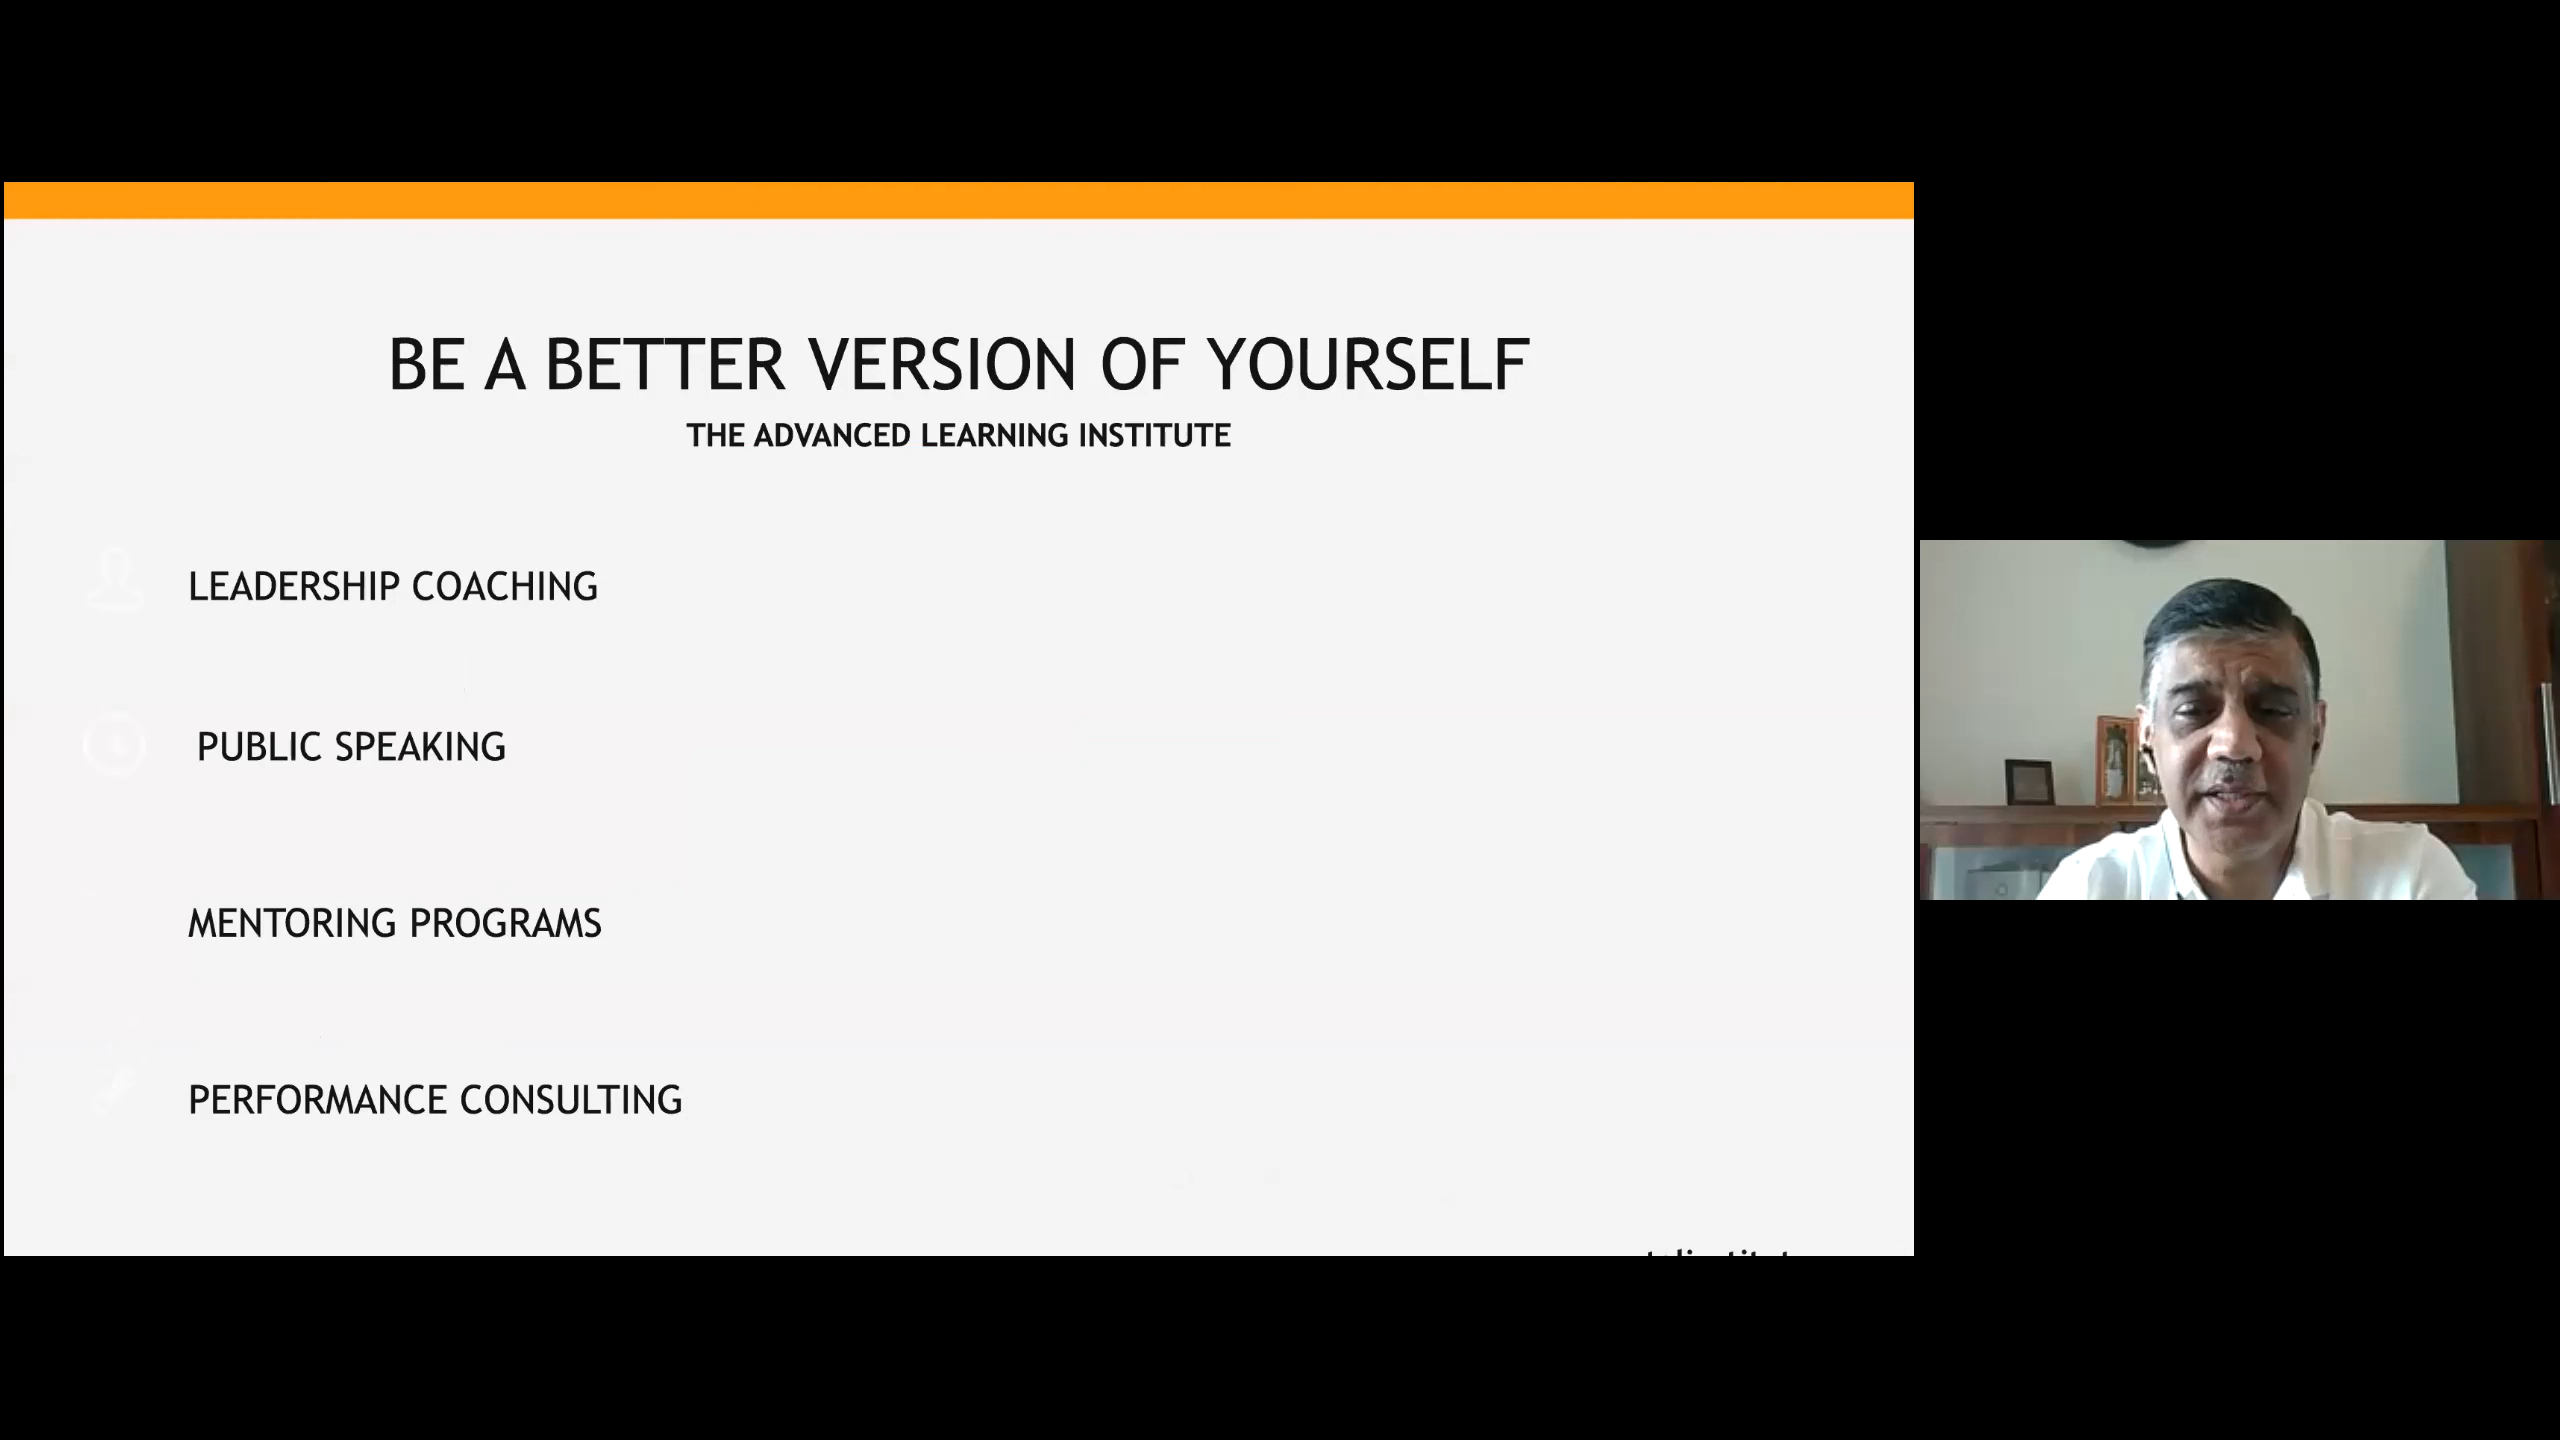 BE A BETTER VERSION OF YOURSELF
THE ADVANCED LEARNING INSTITUTE
LEADERSHIP COACHING
PUBLIC SPEAKING
MENTORING PROGRAMS
PERFORMANCE CONSULTING